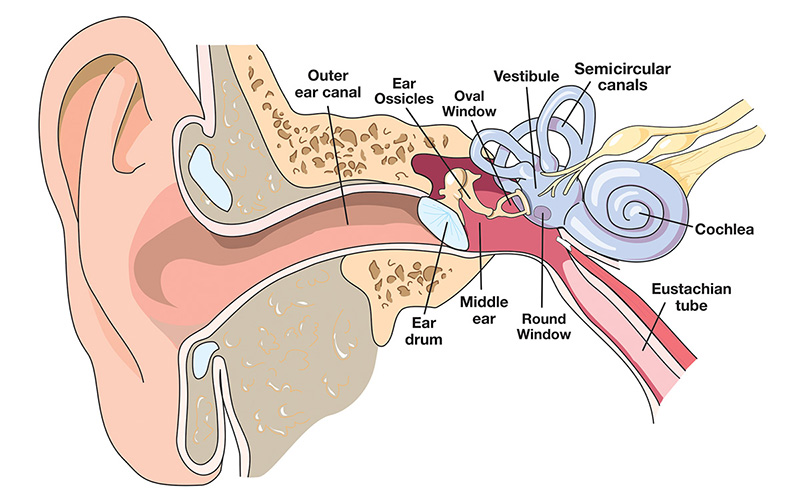 Outer
ear canal
Ear
Ossicles
Oval
Window
Vestibule
Semicircular
canals
Cochlea
Eustachian
tube
Round
Window
Middle
ear
Ear
drum